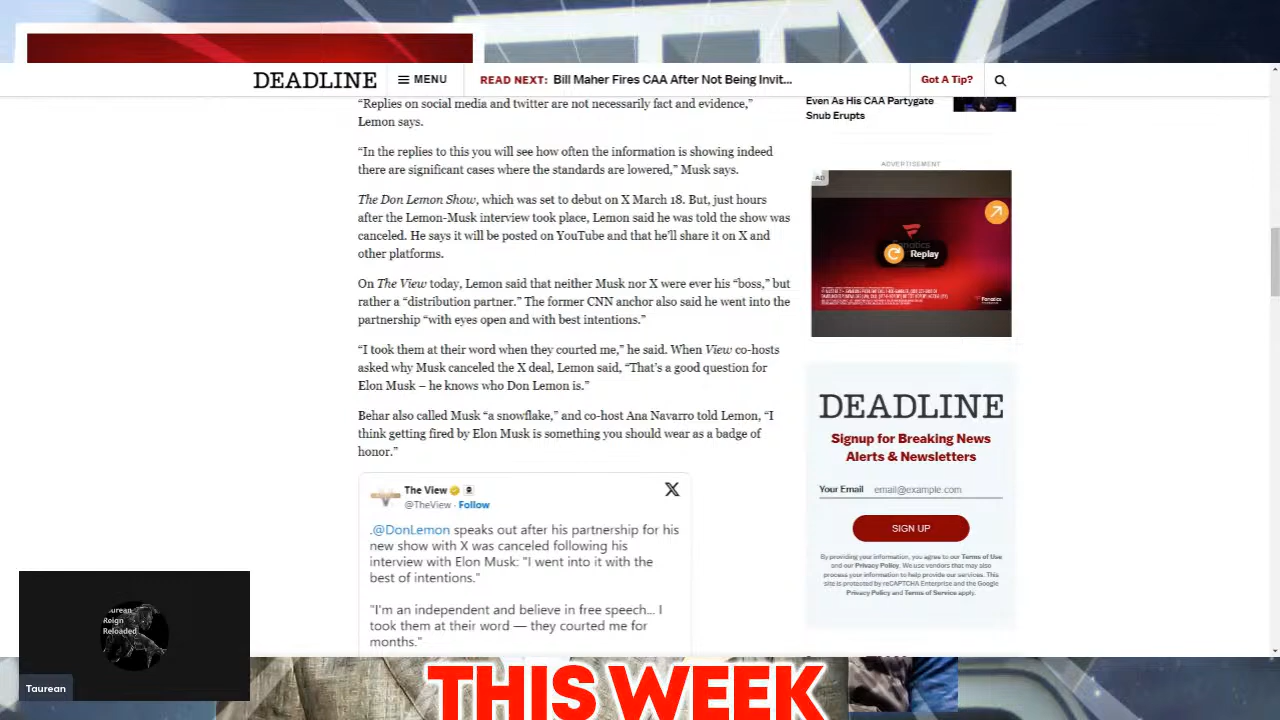 DEADLINE
MENU
READ NEXT: Bill Maher Fires CAA After Not Being Invit...
Got A Tip?
“Replies on social media and twitter are not necessarily fact and evidence,”
Lemon says.
“In the replies to this you will see how often the information is showing indeed
there are significant cases where the standards are lowered,” Musk says.
The Don Lemon Show, which was set to debut on X March 18. But, just hours
after the Lemon-Musk interview took place, Lemon said he was told the show was
canceled. He says it will be posted on YouTube and that he’ll share it on X and
other platforms.
On The View today, Lemon said that neither Musk nor X were ever his “boss,” but
rather a “distribution partner.” The former CNN anchor also said he went into the
partnership “with eyes open and with best intentions.”
“I took them at their word when they courted me,” he said. When View co-hosts
asked why Musk canceled the X deal, Lemon said, “That’s a good question for
Elon Musk – he knows who Don Lemon is.”
Behar also called Musk “a snowflake,” and co-host Ana Navarro told Lemon, “I
think getting fired by Elon Musk is something you should wear as a badge of
honor.”
The View
@TheView · Follow
.@DonLemon speaks out after his partnership for his
new show with X was canceled following his
interview with Elon Musk: "I went into it with the
best of intentions."
"I'm an independent and believe in free speech... I
took them at their word — they courted me for
months."
Even As His CAA Partygate
Snub Erupts
ADVERTISEMENT
AD
Fanatics
Replay
Fanatics
DEADLINE
Signup for Breaking News
Alerts & Newsletters
Your Email email@example.com
SIGN UP
By providing your information, you agree to our Terms of Use
and our Privacy Policy. We use vendors that may also
process your information to help provide our services. This
site is protected by reCAPTCHA Enterprise and the Google
Privacy Policy and Terms of Service apply.
Reign
Reloaded
Taurean
THIS WEEK